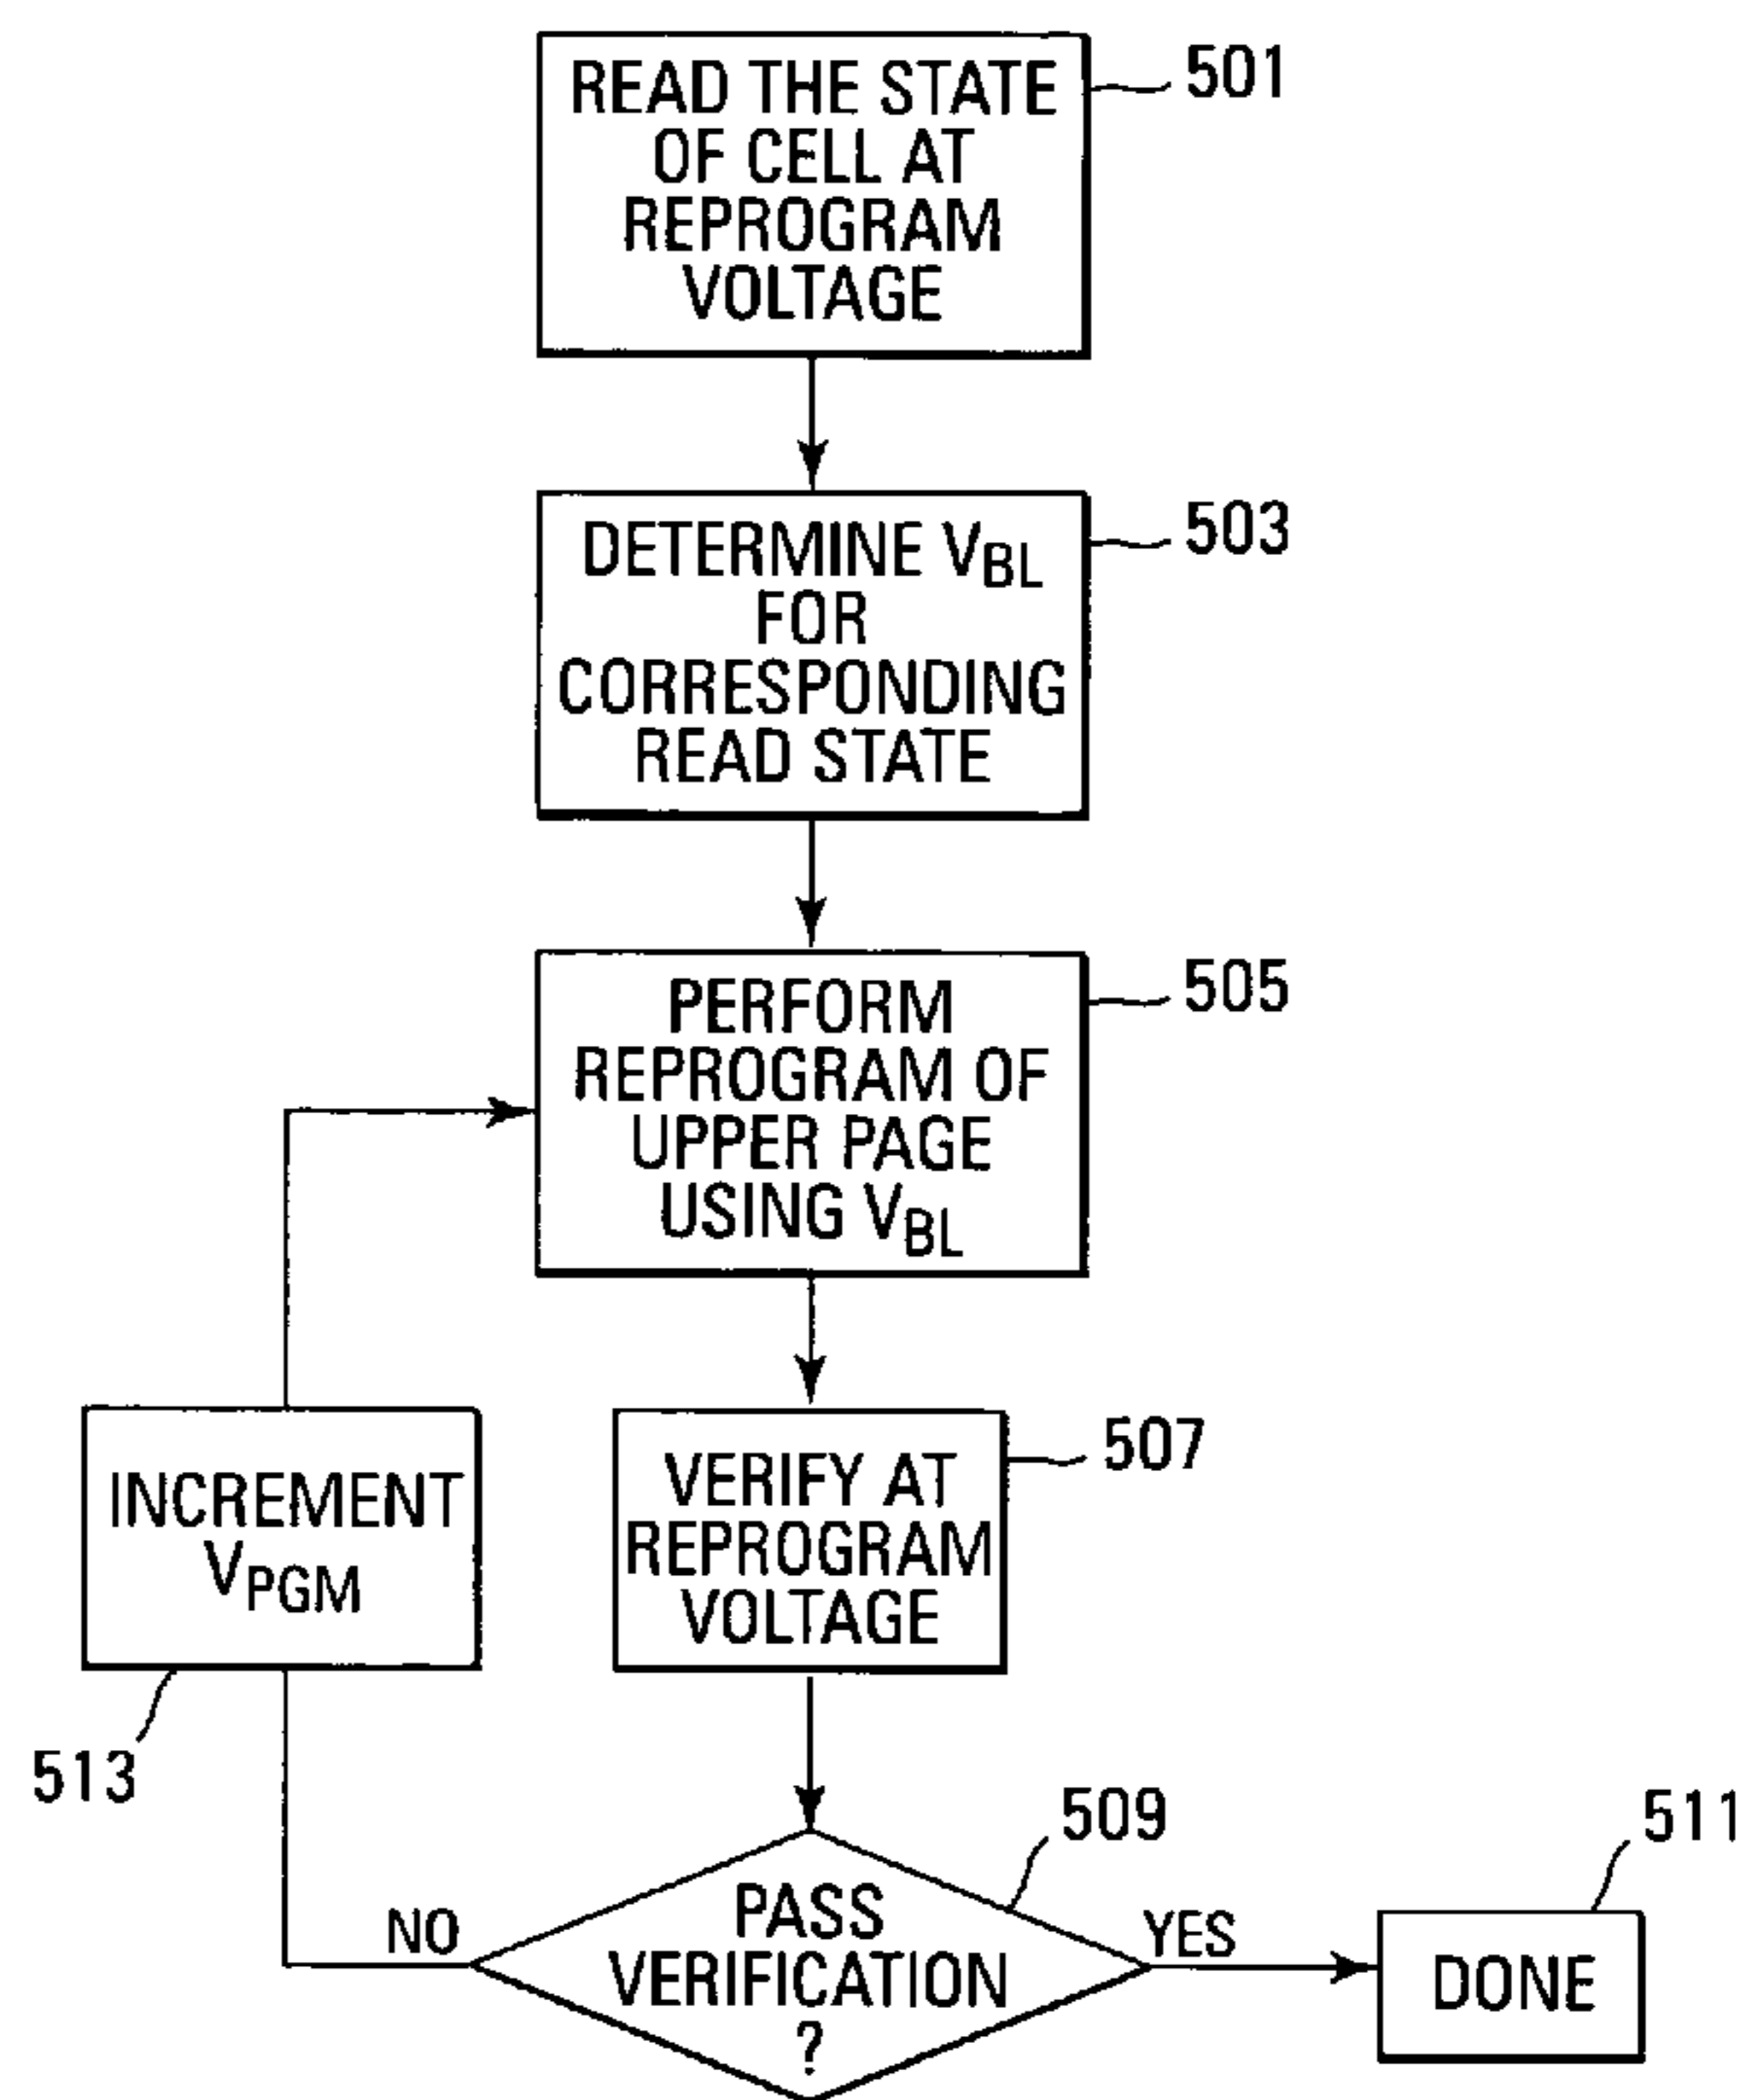 READ THE STATE
OF CELL AT
REPROGRAM
VOLTAGE
501
DETERMINE VBL
FOR
CORRESPONDING
READ STATE
503
PERFORM
REPROGRAM OF
UPPER PAGE
USING VBL
505
INCREMENT
VPGM
513
VERIFY AT
REPROGRAM
VOLTAGE
507
PASS
VERIFICATION
?
509
NO
YES
DONE
511